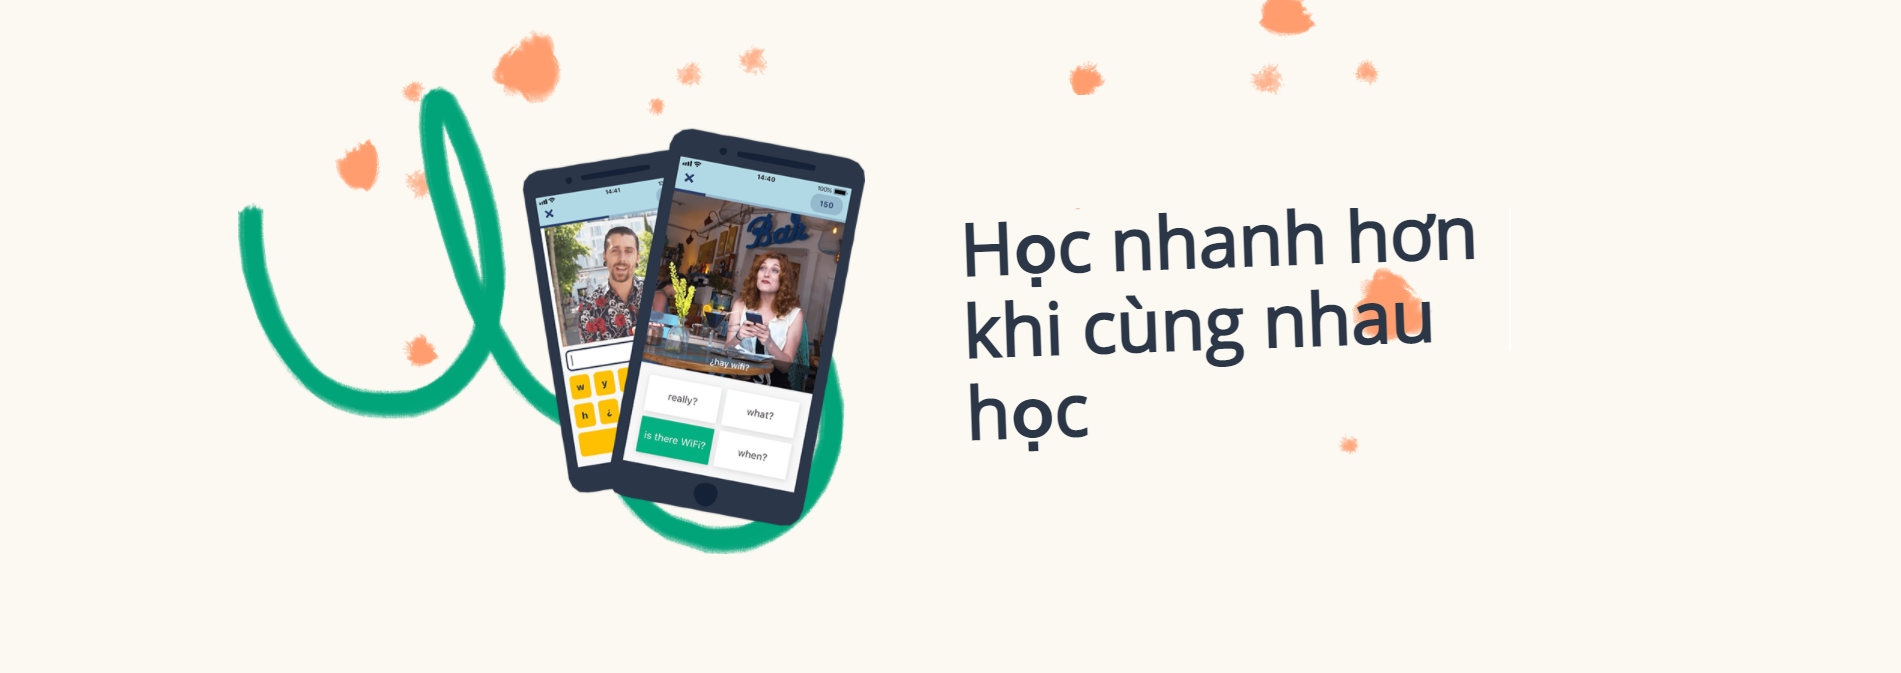 Học nhanh hơn
khi cùng nhau
học
14:41
w y
h ¿
14:40
100%
150
Bar
¿hay wifi?
really?
what?
is there WiFi?
when?